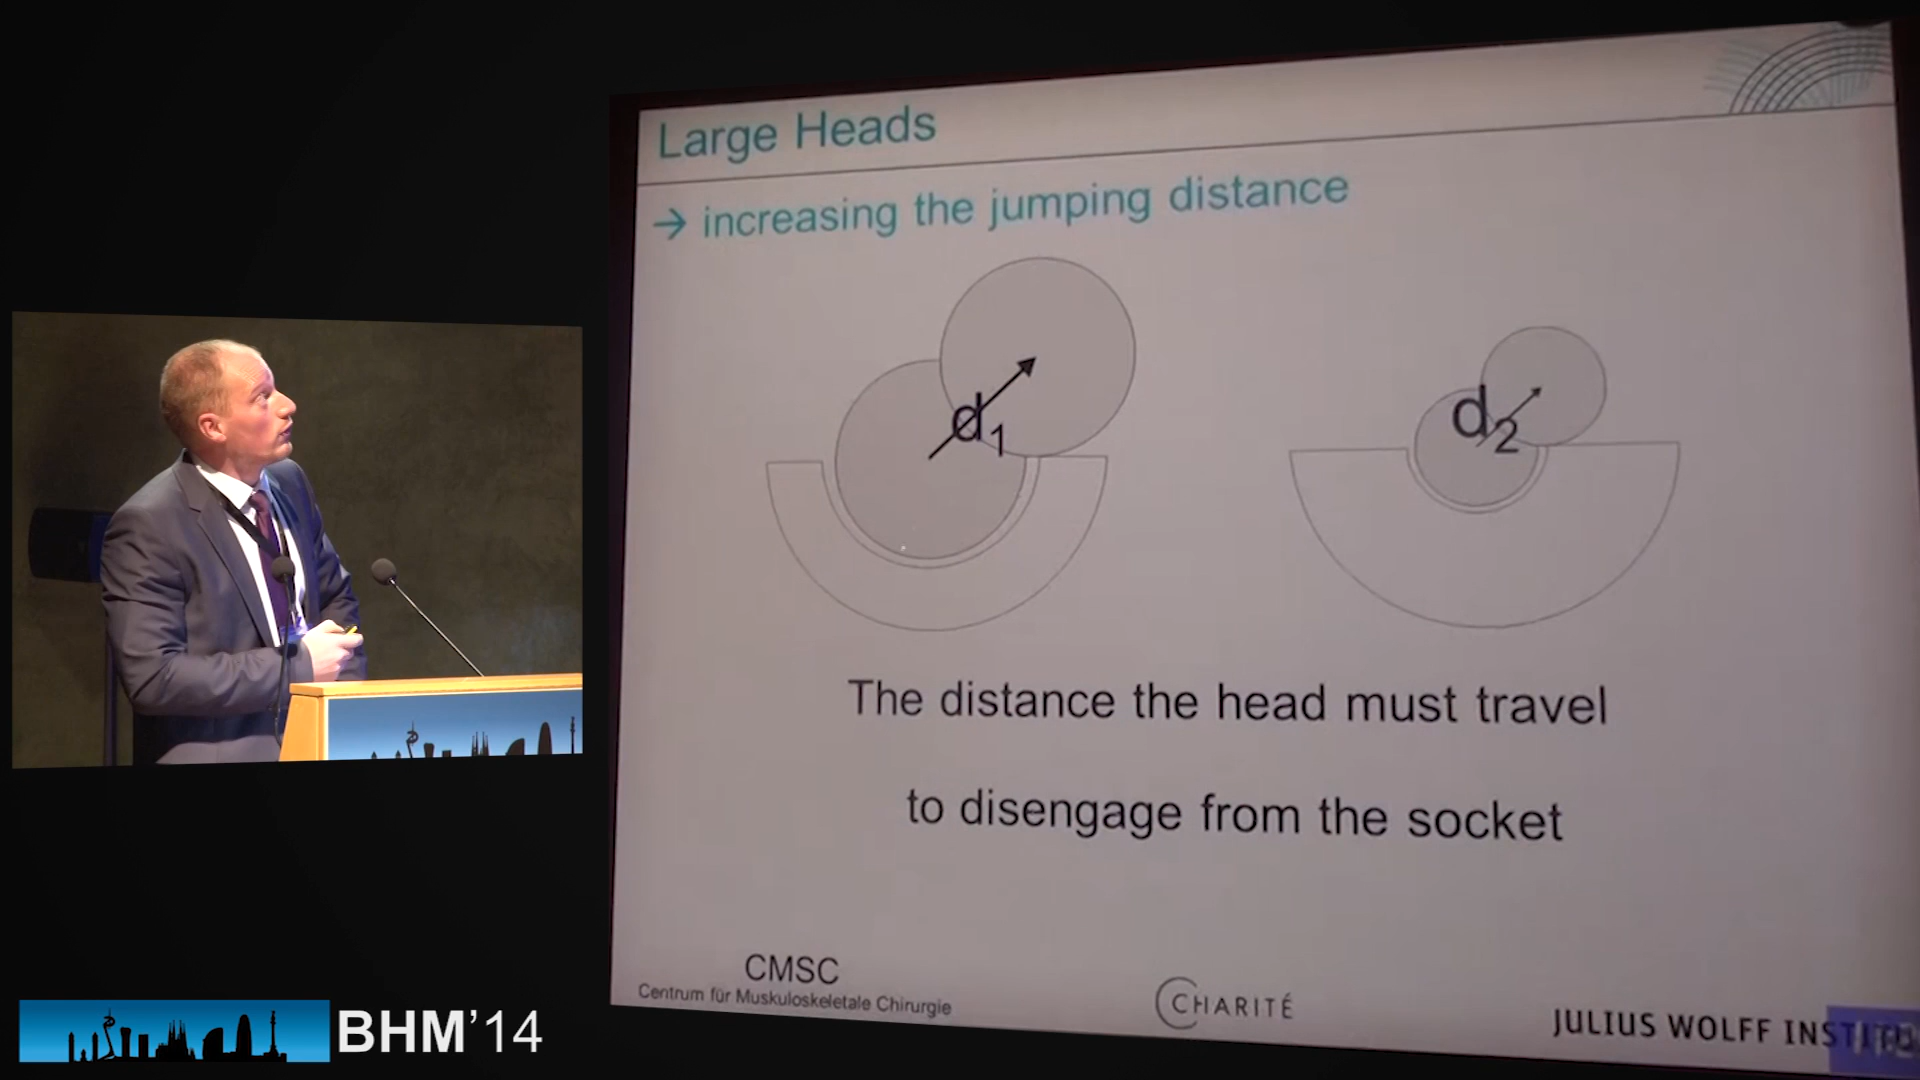 Large Heads
→ increasing the jumping distance
d1
d2
The distance the head must travel
to disengage from the socket
CMSC
Centrum für Muskuloskeletale Chirurgie
CHARITÉ
JULIUS WOLFF INSTITU
BHM’14